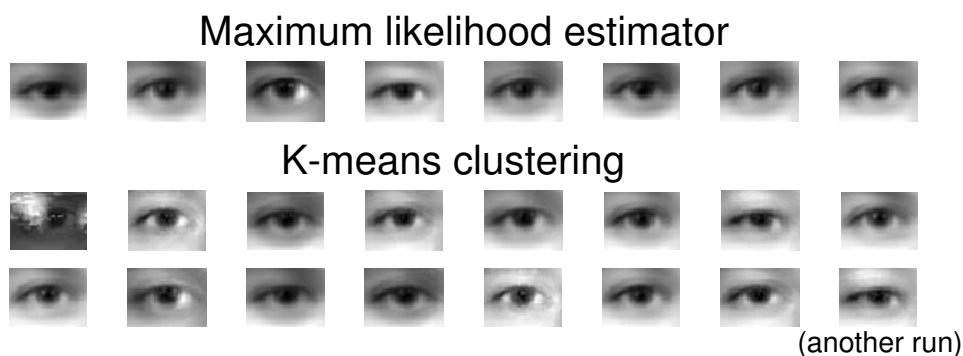 Maximum likelihood estimator
K-means clustering
(another run)